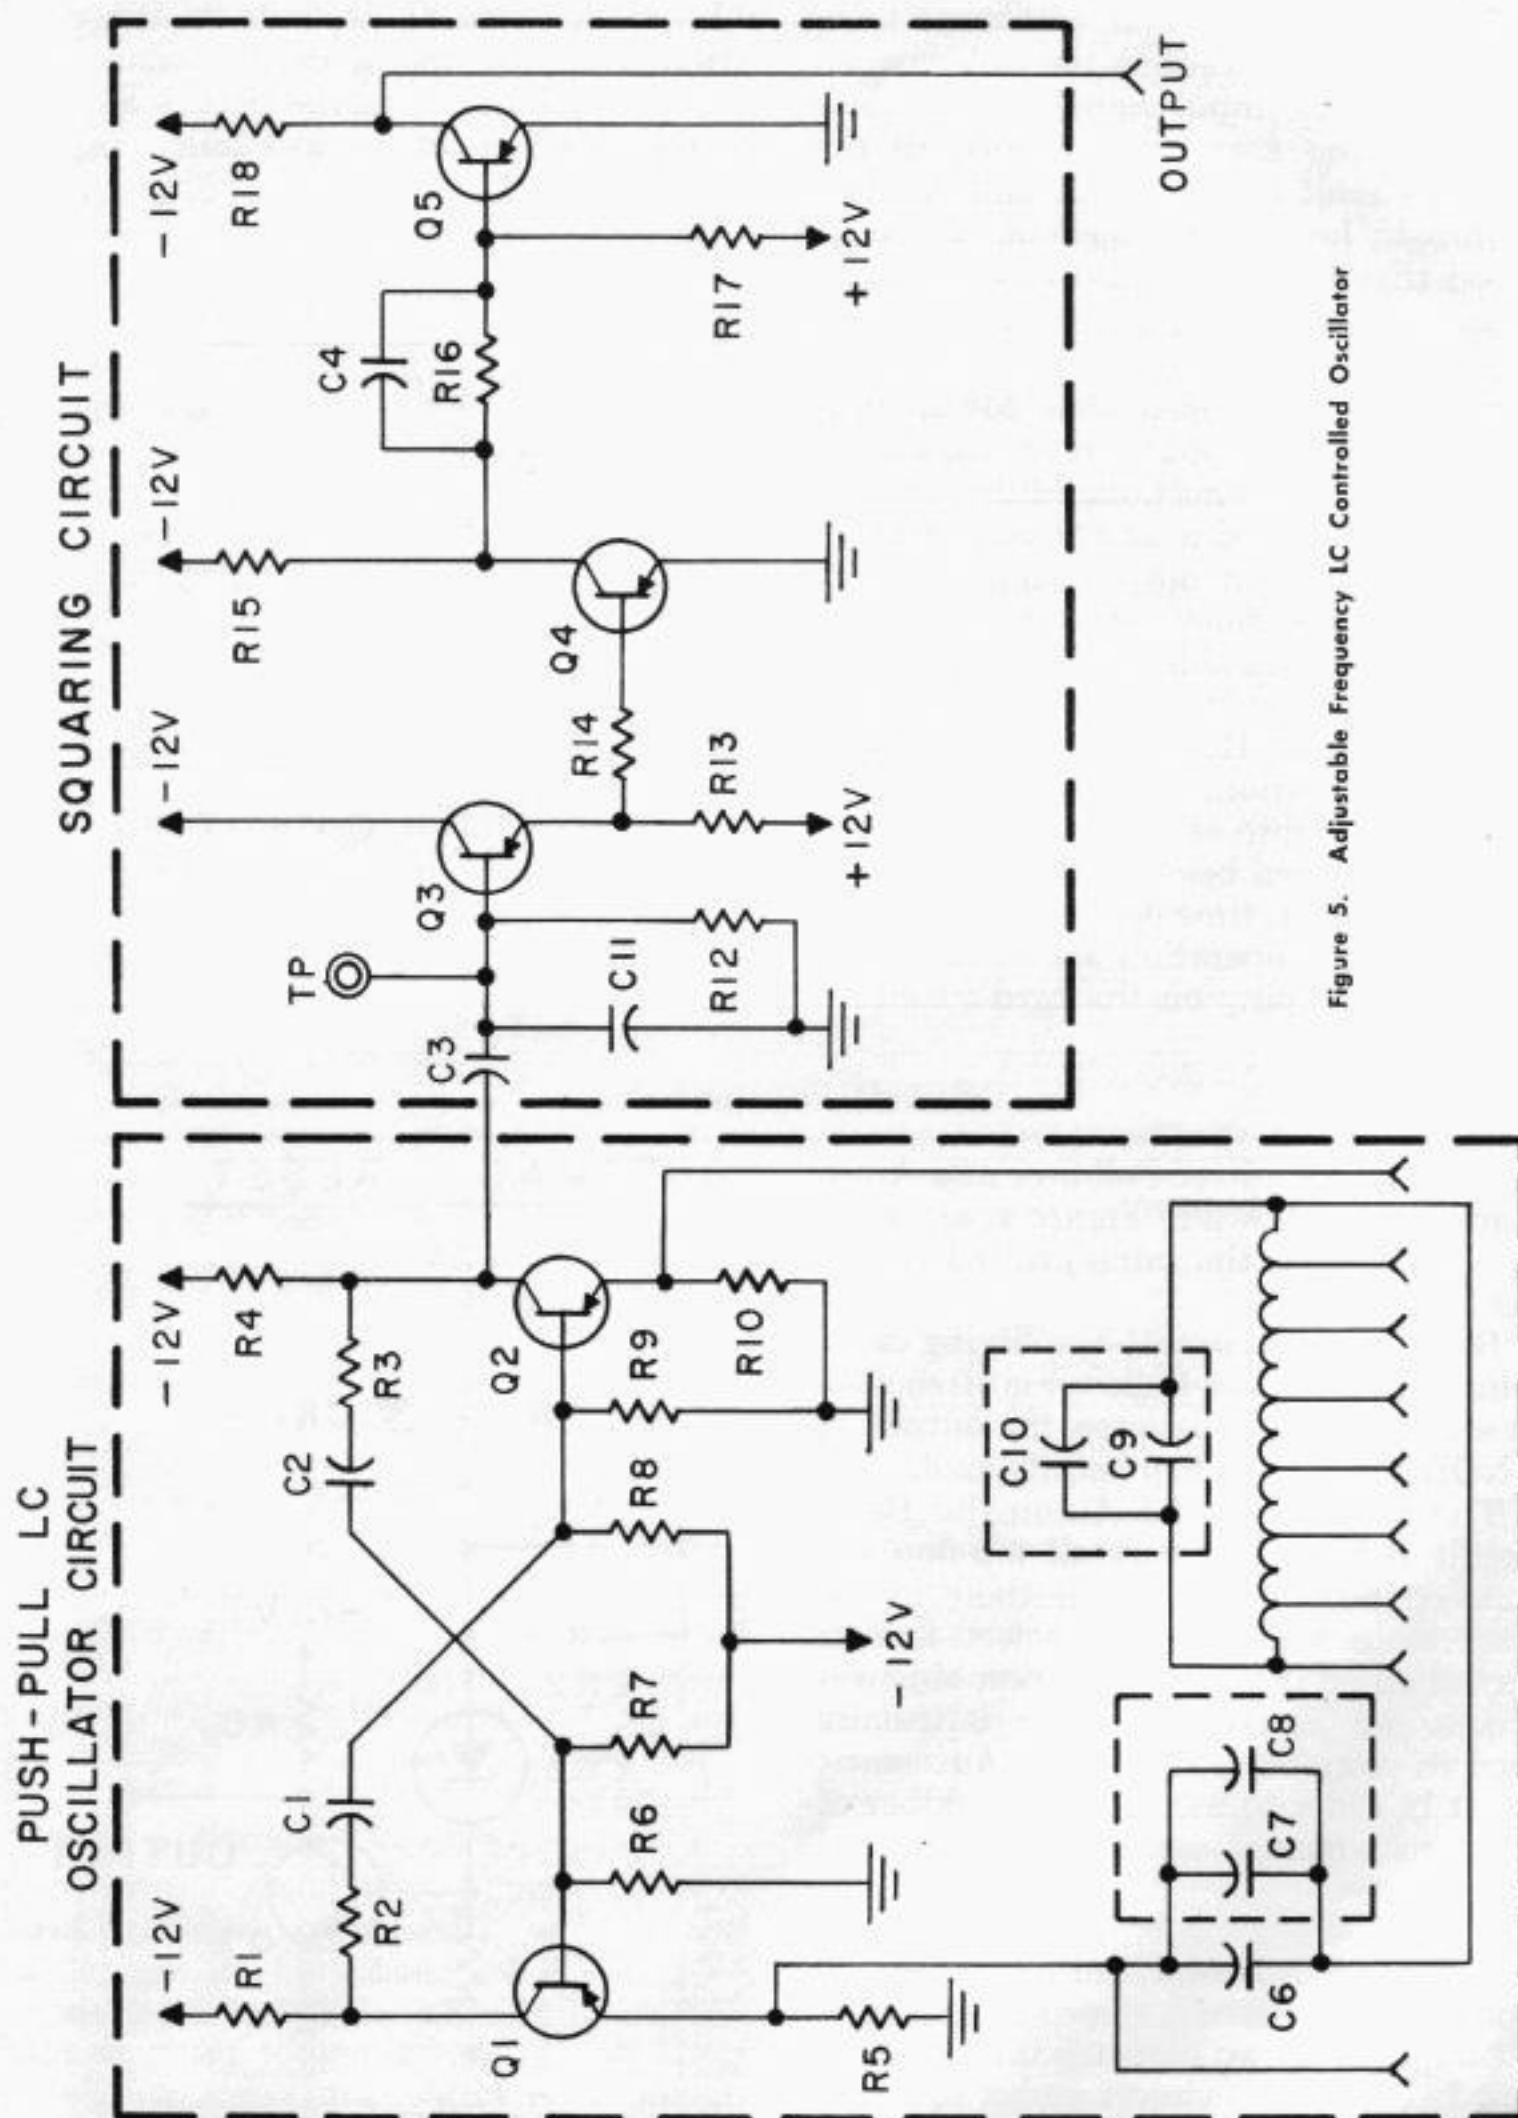 PUSH-PULL LC
OSCILLATOR CIRCUIT
SQUARING CIRCUIT
-12V
-12V
-12V
-12V
-12V
R1
R4
R15
R18
C1
C2
TP
C4
R2
R3
R16
C3
Q3
Q5
Q1
Q2
Q4
R14
R6
R7
R8
R9
C11
R10
R12
R13
R17
R5
-12V
+12V
+12V
C10
C9
OUTPUT
C6
C7
C8
Figure 5. Adjustable Frequency LC Controlled Oscillator